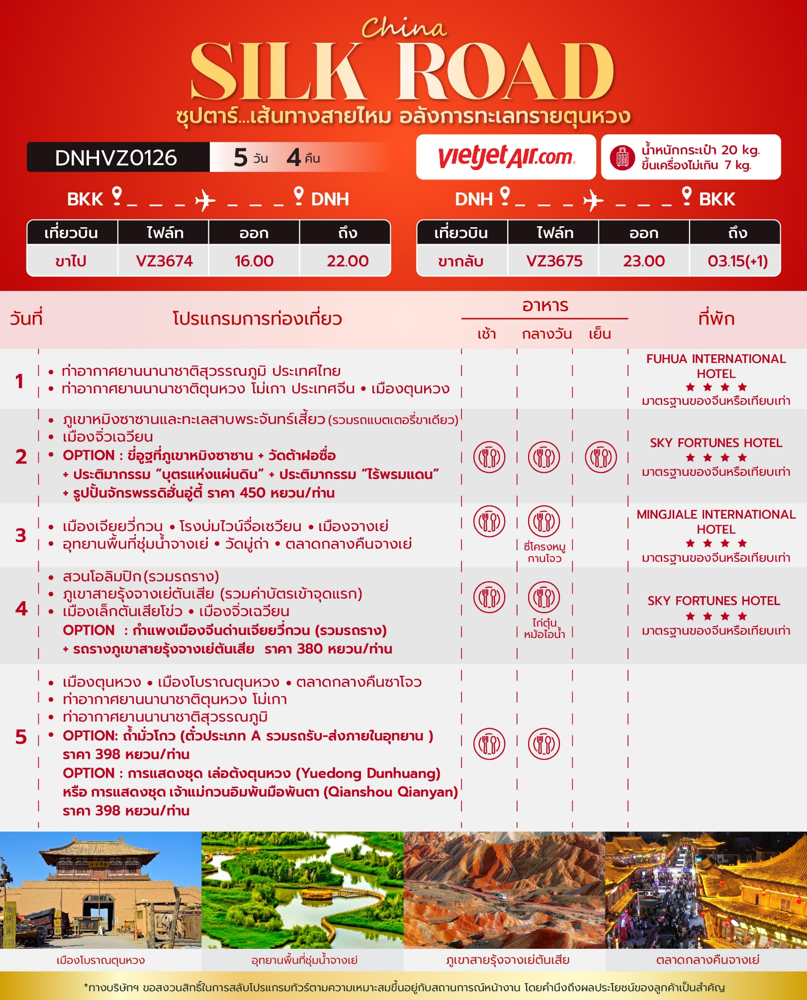 China
SILK ROAD
ซุปตาร์...เส้นทางสายไหม อลังการทะเลทรายตุนหวง
DNHVZ0126 5 วัน 4 คืน
vietjetAir.com
น้ำหนักกระเป๋า 20 kg.
ขึ้นเครื่องไม่เกิน 7 kg.
BKK DNH
DNH BKK
เที่ยวบิน ไฟล์ท ออก ถึง
ขาไป VZ3674 16.00 22.00
เที่ยวบิน ไฟล์ท ออก ถึง
ขากลับ VZ3675 23.00 03.15(+1)
วันที่ โปรแกรมการท่องเที่ยว อาหาร ที่พัก
เช้า กลางวัน เย็น
1
• ท่าอากาศยานนานาชาติสุวรรณภูมิ ประเทศไทย
• ท่าอากาศยานนานาชาติตุนหวง โม่เกา ประเทศจีน • เมืองตุนหวง
FUHUA INTERNATIONAL
HOTEL
★ ★ ★ ★
มาตรฐานของจีนหรือเทียบเท่า
2
• ภูเขาหมิงซาซานและทะเลสาบพระจันทร์เสี้ยว (รวมรถแบตเตอรี่ขาเดียว)
• เมืองจิ่วเฉวียน
• OPTION : ขี่อูฐที่ภูเขาหมิงซาซาน + วัดต้าฝอซื่อ
+ ประติมากรรม “บุตรแห่งแผ่นดิน” + ประติมากรรม “ไร้พรมแดน”
+ รูปปั้นจักรพรรดิฮั่นอู่ตี้ ราคา 450 หยวน/ท่าน
SKY FORTUNES HOTEL
★ ★ ★ ★
มาตรฐานของจีนหรือเทียบเท่า
3
• เมืองเจียยวี่กวน • โรงบ่มไวน์จื่อเซวียน • เมืองจางเย่
• อุทยานพื้นที่ชุ่มน้ำจางเย่ • วัดมู่ถ่า • ตลาดกลางคืนจางเย่
ซี่โครงหมู
กานโจว
MINGJIALE INTERNATIONAL
HOTEL
★ ★ ★ ★
มาตรฐานของจีนหรือเทียบเท่า
4
• สวนโอลิมปิก(รวมรถราง)
• ภูเขาสายรุ้งจางเย่ตันเสีย (รวมค่าบัตรเข้าจุดแรก)
• เมืองเล็กตันเสียโข่ว • เมืองจิ่วเฉวียน
OPTION : กำแพงเมืองจีนด่านเจียยวี่กวน (รวมรถราง)
+ รถรางภูเขาสายรุ้งจางเย่ตันเสีย ราคา 380 หยวน/ท่าน
ไก่ตุ๋น
หม้อไอน้ำ
SKY FORTUNES HOTEL
★ ★ ★ ★
มาตรฐานของจีนหรือเทียบเท่า
5
• เมืองตุนหวง • เมืองโบราณตุนหวง • ตลาดกลางคืนซาโจว
• ท่าอากาศยานนานาชาติตุนหวง โม่เกา
• ท่าอากาศยานนานาชาติสุวรรณภูมิ
• OPTION: ถ้ำมั่วโกว (ตั๋วประเภท A รวมรถรับ-ส่งภายในอุทยาน )
ราคา 398 หยวน/ท่าน
OPTION : การแสดงชุด เล่อต้งตุนหวง (Yuedong Dunhuang)
หรือ การแสดงชุด เจ้าแม่กวนอิมพันมือพันตา (Qianshou Qianyan)
ราคา 398 หยวน/ท่าน
เมืองโบราณตุนหวง
อุทยานพื้นที่ชุ่มน้ำจางเย่
ภูเขาสายรุ้งจางเย่ตันเสีย
ตลาดกลางคืนจางเย่
*ทางบริษัทฯ ขอสงวนสิทธิ์ในการสลับโปรแกรมทัวร์ตามความเหมาะสมขึ้นอยู่กับสถานการณ์หน้างาน โดยคำนึงถึงผลประโยชน์ของลูกค้าเป็นสำคัญ